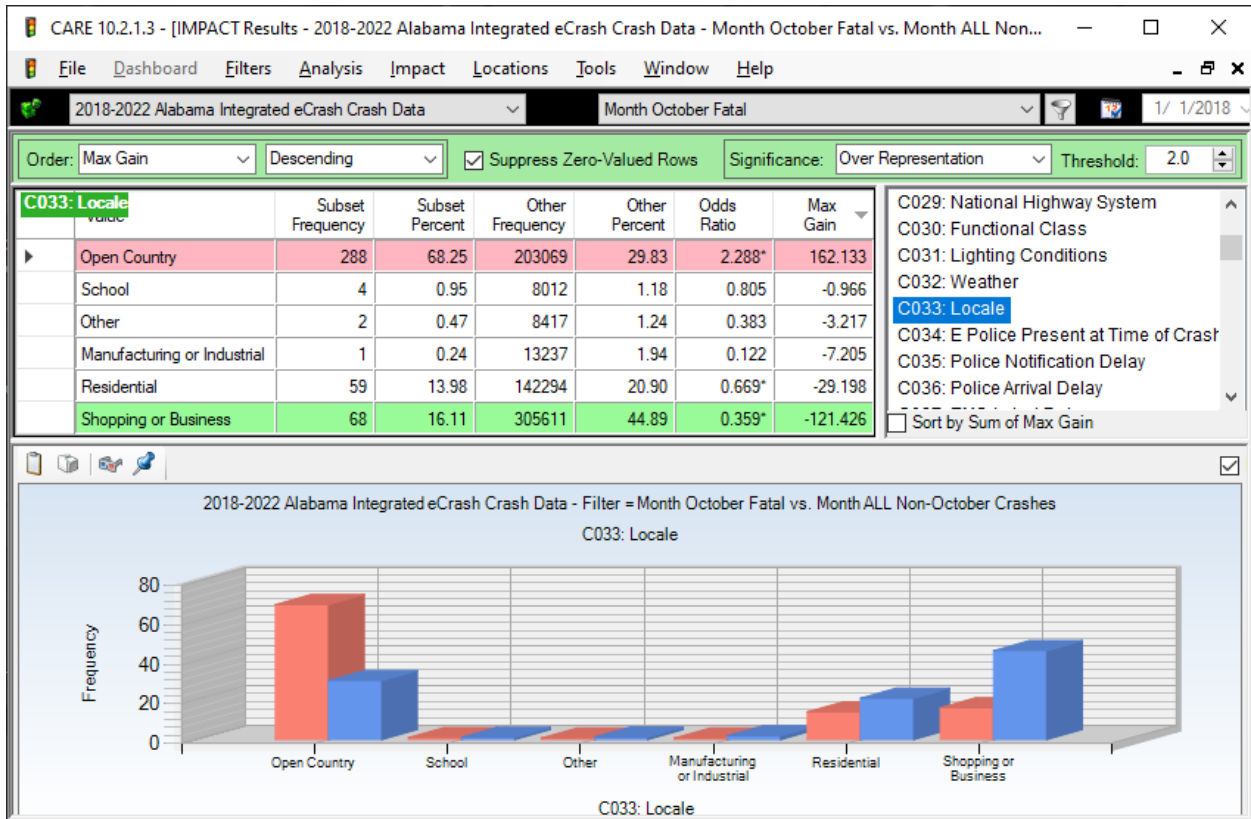 CARE 10.2.1.3 - [IMPACT Results - 2018-2022 Alabama Integrated eCrash Crash Data - Month October Fatal vs. Month ALL Non...
File Dashboard Filters Analysis Impact Locations Tools Window Help
2018-2022 Alabama Integrated eCrash Crash Data Month October Fatal 1/ 1/2018
Order: Max Gain Descending Suppress Zero-Valued Rows Significance: Over Representation Threshold: 2.0
C033: Locale Subset Frequency Subset Percent Other Frequency Other Percent Odds Ratio Max Gain
Open Country 288 68.25 203069 29.83 2.288* 162.133
School 4 0.95 8012 1.18 0.805 -0.966
Other 2 0.47 8417 1.24 0.383 -3.217
Manufacturing or Industrial 1 0.24 13237 1.94 0.122 -7.205
Residential 59 13.98 142294 20.90 0.669* -29.198
Shopping or Business 68 16.11 305611 44.89 0.359* -121.426
C029: National Highway System
C030: Functional Class
C031: Lighting Conditions
C032: Weather
C033: Locale
C034: E Police Present at Time of Crash
C035: Police Notification Delay
C036: Police Arrival Delay
Sort by Sum of Max Gain
2018-2022 Alabama Integrated eCrash Crash Data - Filter = Month October Fatal vs. Month ALL Non-October Crashes
C033: Locale
Frequency
80
60
40
20
0
Open Country
School
Other
Manufacturing
or Industrial
Residential
Shopping or
Business
C033: Locale